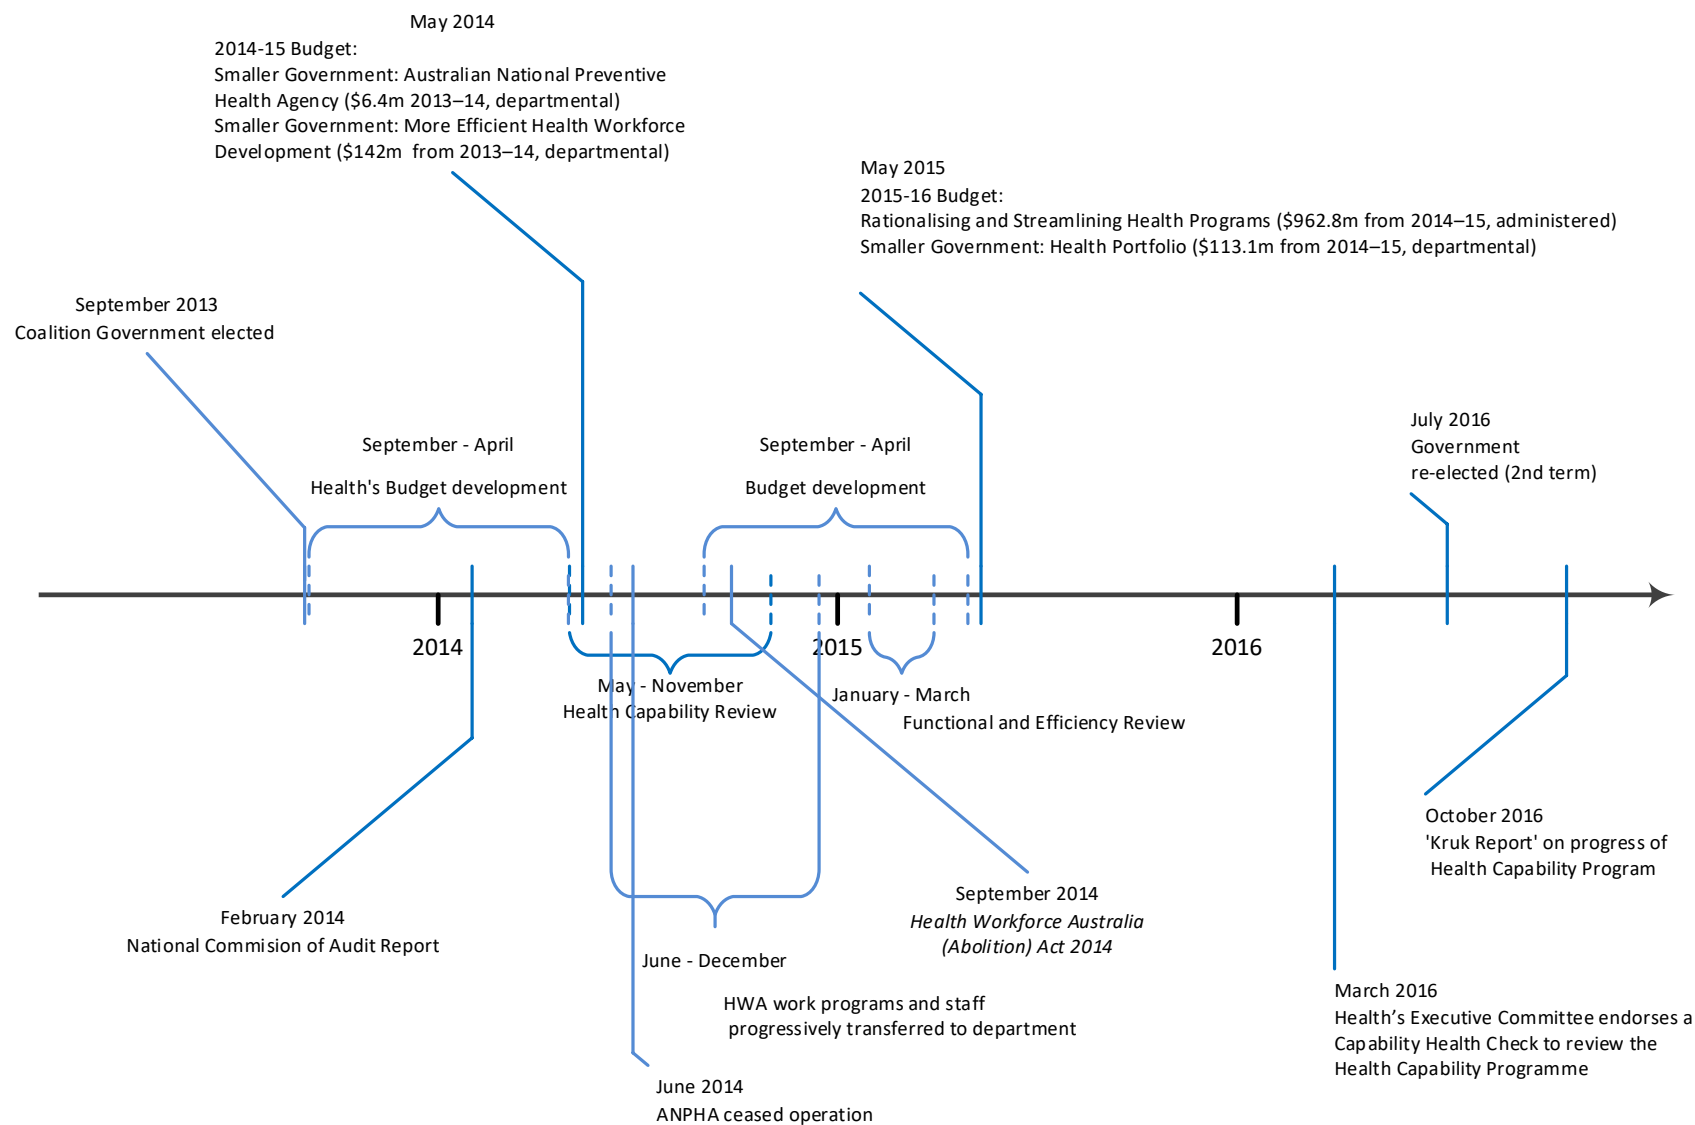 May 2014
2014-15 Budget:
Smaller Government: Australian National Preventive
Health Agency ($6.4m 2013–14, departmental)
Smaller Government: More Efficient Health Workforce
Development ($142m from 2013–14, departmental)
May 2015
2015-16 Budget:
Rationalising and Streamlining Health Programs ($962.8m from 2014–15, administered)
Smaller Government: Health Portfolio ($113.1m from 2014–15, departmental)
September 2013
Coalition Government elected
September - April
Health's Budget development
September - April
Budget development
July 2016
Government
re-elected (2nd term)
2014
2015
2016
May - November
Health Capability Review
January - March
Functional and Efficiency Review
October 2016
'Kruk Report' on progress of
Health Capability Program
February 2014
National Commision of Audit Report
September 2014
Health Workforce Australia
(Abolition) Act 2014
June - December
HWA work programs and staff
progressively transferred to department
March 2016
Health’s Executive Committee endorses a
Capability Health Check to review the
Health Capability Programme
June 2014
ANPHA ceased operation